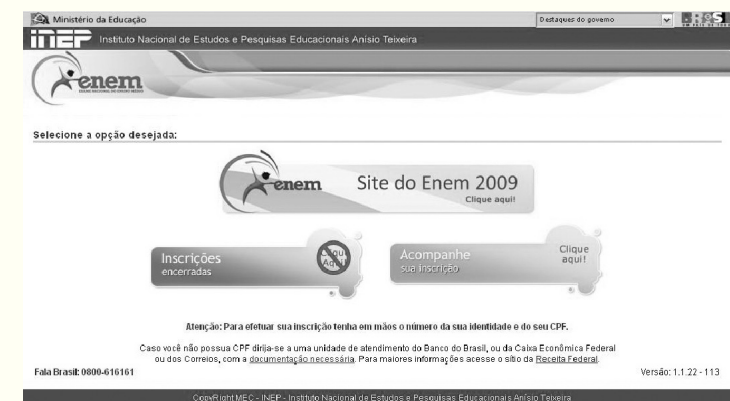 Ministério da Educação
Destaques do governo
INEP Instituto Nacional de Estudos e Pesquisas Educacionais Anísio Teixeira
enem
Selecione a opção desejada:
enem
Site do Enem 2009
Clique aqui!
Inscrições
encerradas
Clique
Aqui!
Acompanhe
sua inscrição
Clique
aqui!
Atenção: Para efetuar sua inscrição tenha em mãos o número da sua identidade e do seu CPF.
Caso você não possua CPF dirija-se a uma unidade de atendimento do Banco do Brasil, ou da Caixa Econômica Federal
ou dos Correios, com a documentação necessária. Para maiores informações acesse o sítio da Receita Federal.
Fala Brasil: 0800-616161
Versão: 1.1.22 - 113
CopyRight MEC - INEP - Instituto Nacional de Estudos e Pesquisas Educacionais Anísio Teixeira